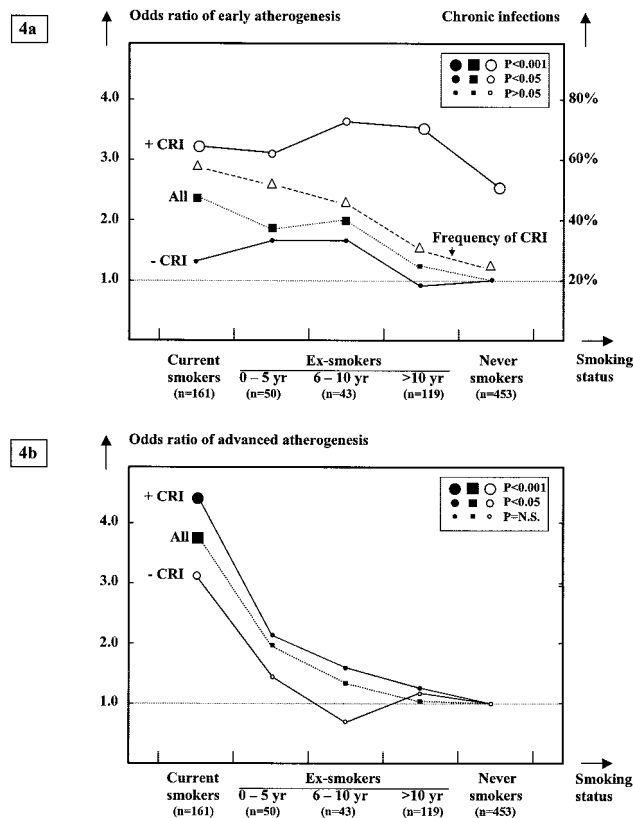 4a
Odds ratio of early atherogenesis
Chronic infections
P<0.001
P<0.05
P>0.05
4.0
80%
+ CRI
3.0
60%
All
2.0
40%
Frequency of CRI
- CRI
1.0
20%
Current
Ex-smokers
Never
Smoking
smokers
0 – 5 yr
6 – 10 yr
>10 yr
smokers
status
(n=161)
(n=50)
(n=43)
(n=119)
(n=453)
4b
Odds ratio of advanced atherogenesis
P<0.001
P<0.05
P=N.S.
+ CRI
4.0
All
- CRI
3.0
2.0
1.0
Current
Ex-smokers
Never
Smoking
smokers
0 – 5 yr
6 – 10 yr
>10 yr
smokers
status
(n=161)
(n=50)
(n=43)
(n=119)
(n=453)